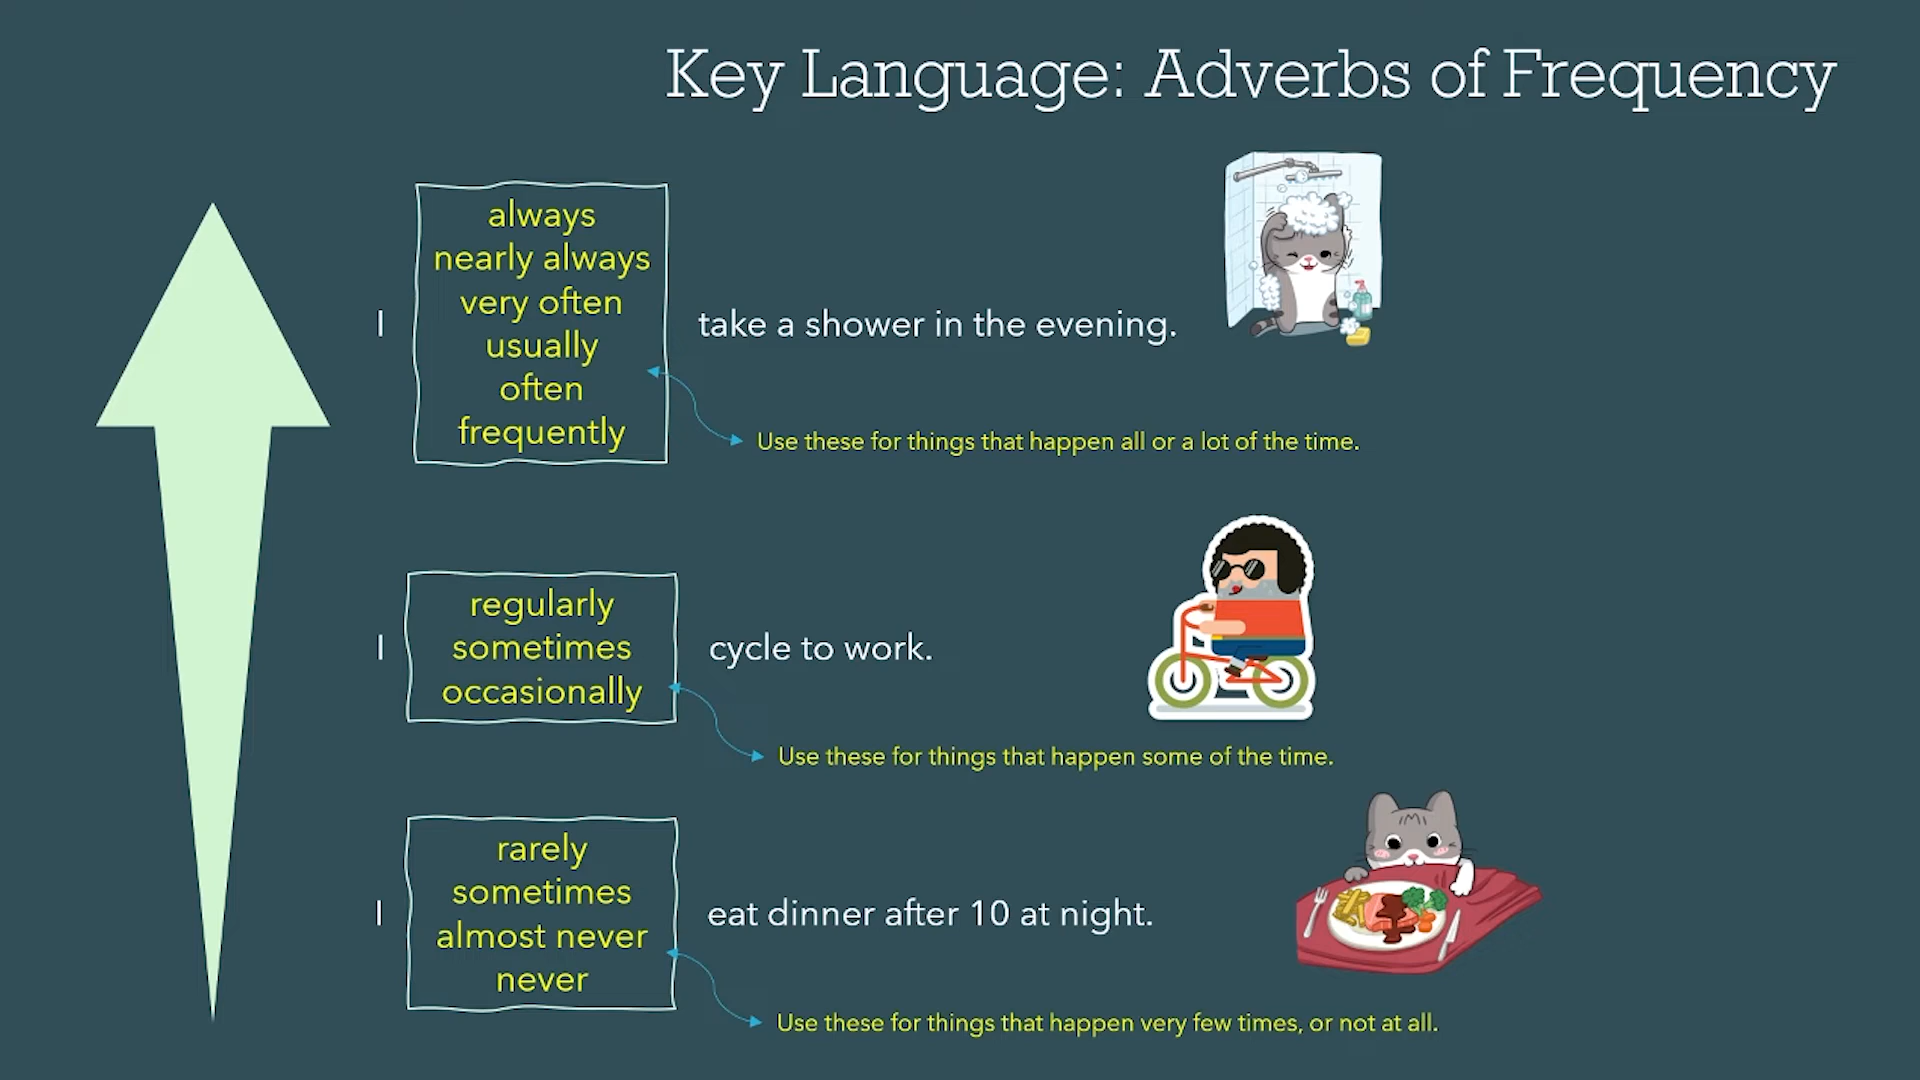 Key Language: Adverbs of Frequency
always
nearly always
very often
usually
often
frequently
I
take a shower in the evening.
Use these for things that happen all or a lot of the time.
regularly
sometimes
occasionally
I
cycle to work.
Use these for things that happen some of the time.
rarely
sometimes
almost never
never
I
eat dinner after 10 at night.
Use these for things that happen very few times, or not at all.